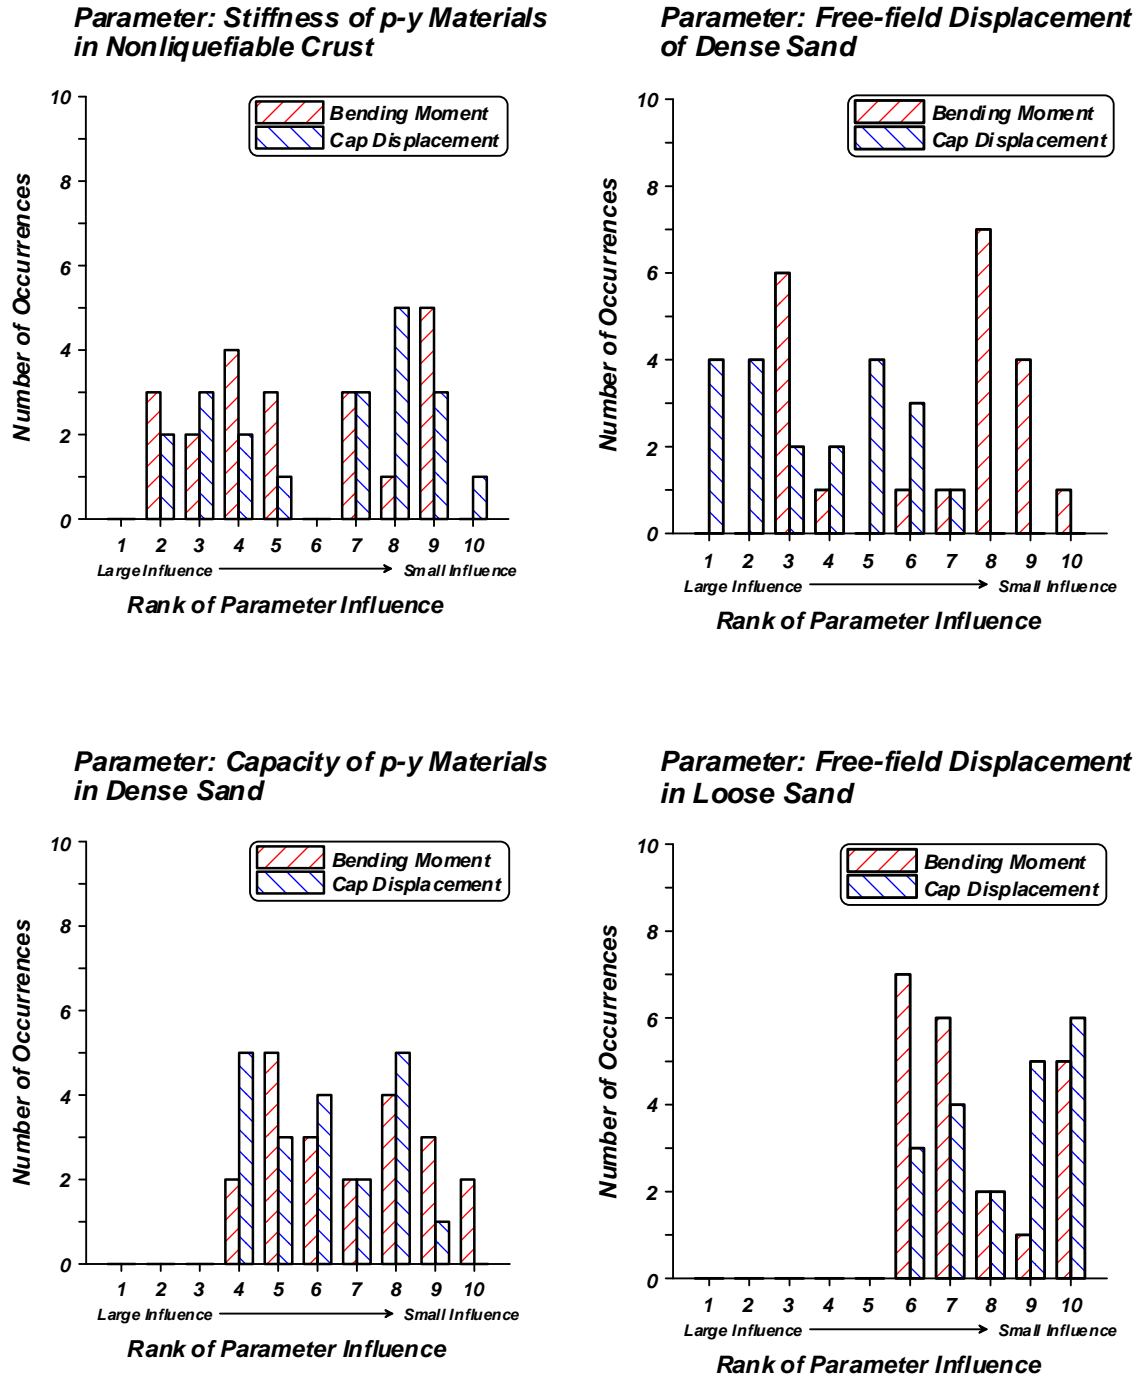 Parameter: Stiffness of p-y Materials
in Nonliquefiable Crust
10
8
6
4
2
0
Number of Occurrences
Bending Moment
Cap Displacement
1 2 3 4 5 6 7 8 9 10
Large Influence Small Influence
Rank of Parameter Influence
Parameter: Free-field Displacement
of Dense Sand
10
8
6
4
2
0
Number of Occurrences
Bending Moment
Cap Displacement
1 2 3 4 5 6 7 8 9 10
Large Influence Small Influence
Rank of Parameter Influence
Parameter: Capacity of p-y Materials
in Dense Sand
10
8
6
4
2
0
Number of Occurrences
Bending Moment
Cap Displacement
1 2 3 4 5 6 7 8 9 10
Large Influence Small Influence
Rank of Parameter Influence
Parameter: Free-field Displacement
in Loose Sand
10
8
6
4
2
0
Number of Occurrences
Bending Moment
Cap Displacement
1 2 3 4 5 6 7 8 9 10
Large Influence Small Influence
Rank of Parameter Influence